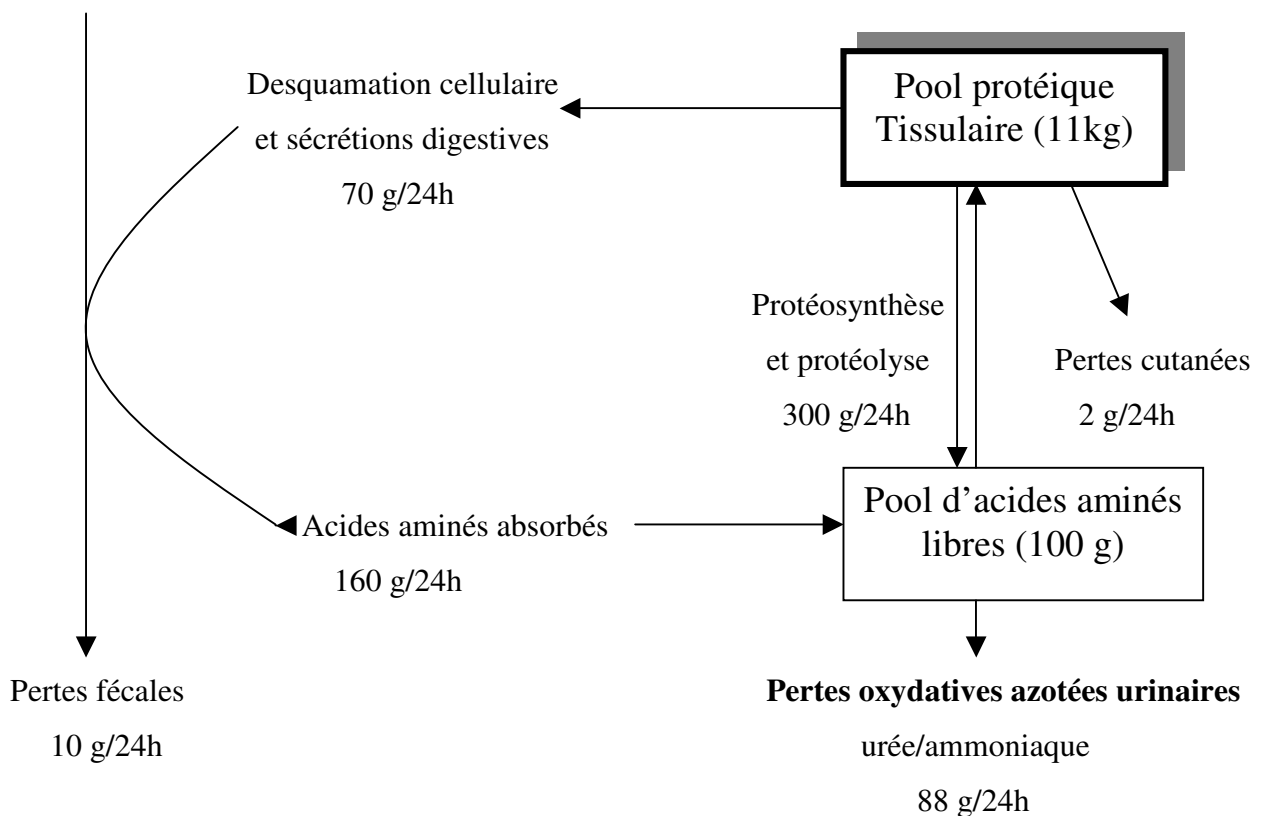 Desquamation cellulaire
et sécrétions digestives
70 g/24h
Pool protéique
Tissulaire (11kg)
Protéosynthèse
et protéolyse
300 g/24h
Pertes cutanées
2 g/24h
Acides aminés absorbés
160 g/24h
Pool d’acides aminés
libres (100 g)
Pertes fécales
10 g/24h
Pertes oxydatives azotées urinaires
urée/ammoniaque
88 g/24h